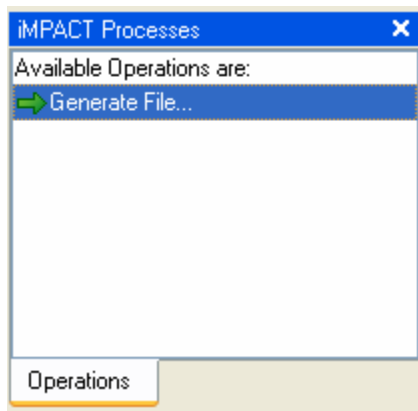 iMPACT Processes
Available Operations are:
Generate File...
Operations